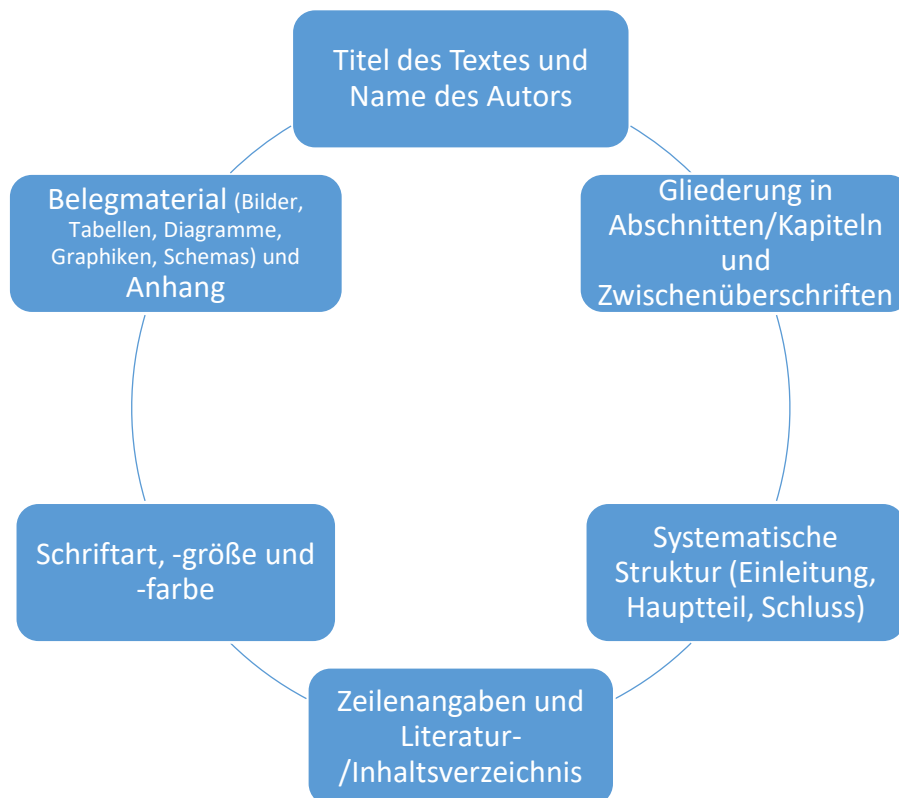 Titel des Textes und
Name des Autors
Gliederung in
Abschnitten/Kapiteln
und
Zwischenüberschriften
Systematische
Struktur (Einleitung,
Hauptteil, Schluss)
Zeilenangaben und
Literatur-
/Inhaltsverzeichnis
Schriftart, -größe und
-farbe
Belegmaterial (Bilder,
Tabellen, Diagramme,
Graphiken, Schemas) und
Anhang